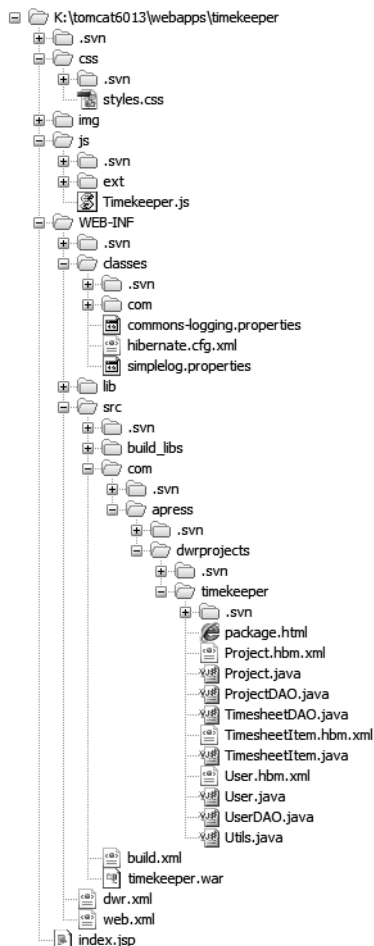 K:\tomcat6013\webapps\timekeeper
.svn
css
.svn
styles.css
img
js
.svn
ext
Timekeeper.js
WEB-INF
.svn
classes
.svn
com
commons-logging.properties
hibernate.cfg.xml
simplelog.properties
lib
src
.svn
build_libs
com
.svn
apress
.svn
dwrprojects
.svn
timekeeper
.svn
package.html
Project.hbm.xml
Project.java
ProjectDAO.java
TimesheetDAO.java
TimesheetItem.hbm.xml
TimesheetItem.java
User.hbm.xml
User.java
UserDAO.java
Utils.java
build.xml
timekeeper.war
dwr.xml
web.xml
index.jsp